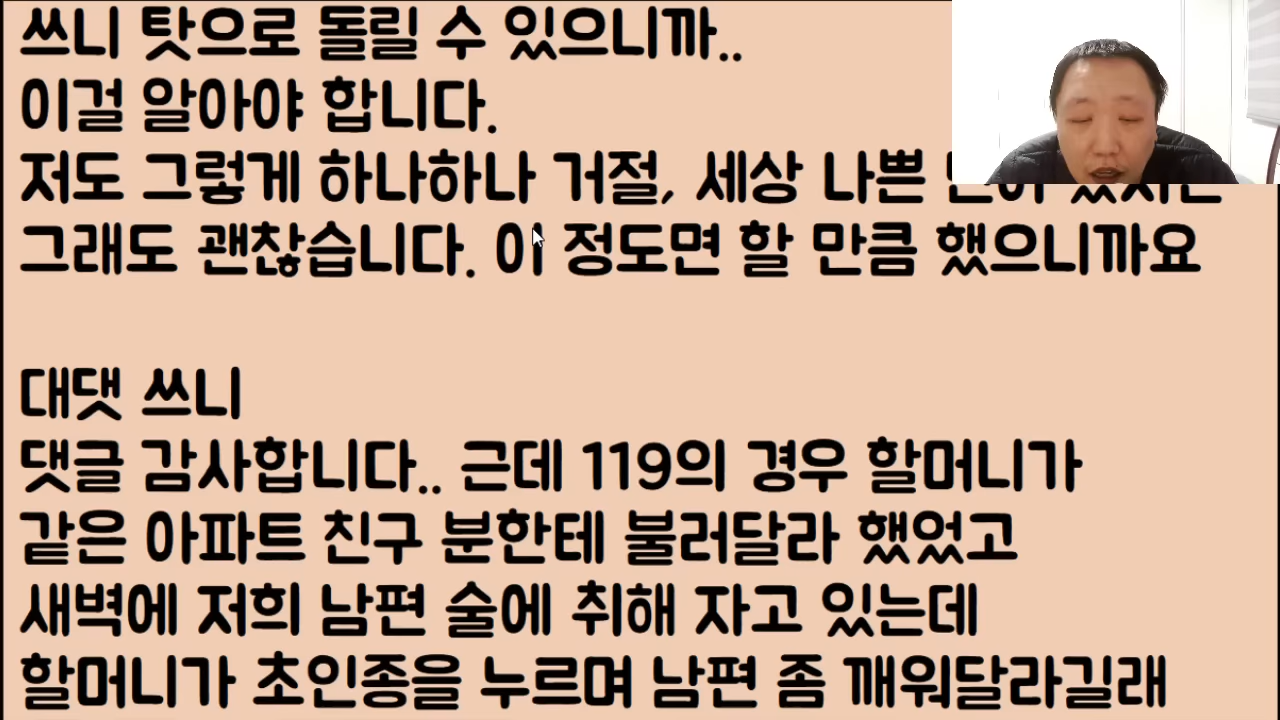 쓰니 탓으로 돌릴 수 있으니까..
이걸 알아야 합니다.
저도 그렇게 하나하나 거절, 세상 나쁜
그래도 괜찮습니다. 이 정도면 할 만큼 했으니까요
대댓 쓰니
댓글 감사합니다.. 근데 119의 경우 할머니가
같은 아파트 친구 분한테 불러달라 했었고
새벽에 저희 남편 술에 취해 자고 있는데
할머니가 초인종을 누르며 남편 좀 깨워달라길래